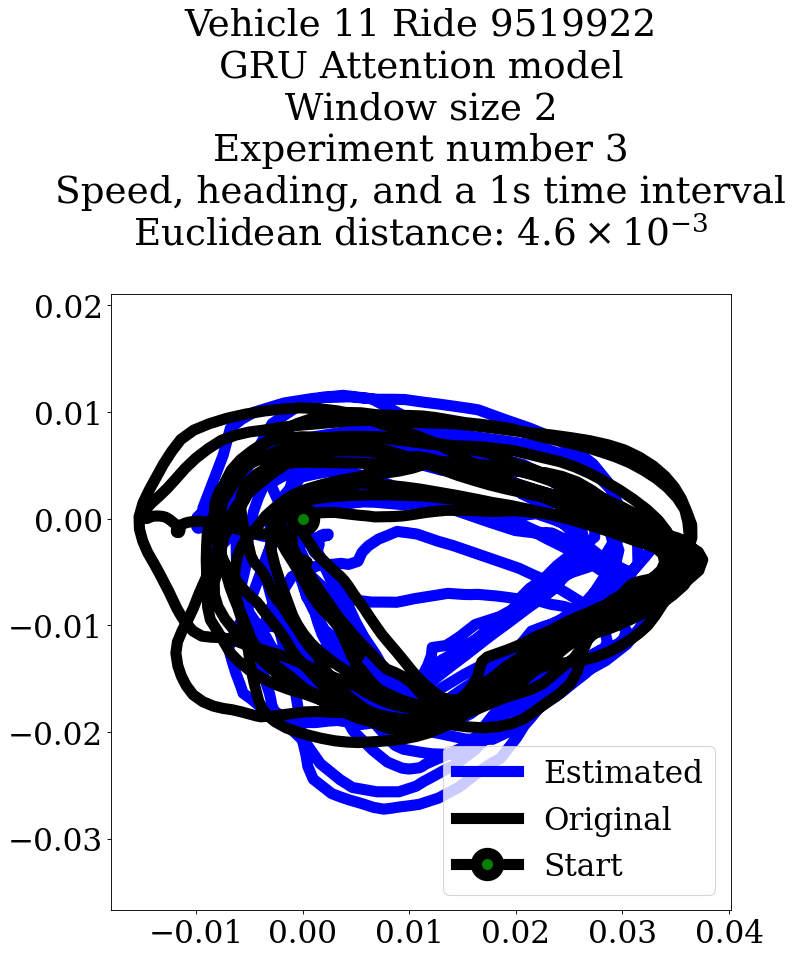 Vehicle 11 Ride 9519922
GRU Attention model
Window size 2
Experiment number 3
Speed, heading, and a 1s time interval
Euclidean distance: 4.6 × 10⁻³
0.02
0.01
0.00
−0.01
−0.02
−0.03
Estimated
Original
Start
−0.01 0.00 0.01 0.02 0.03 0.04